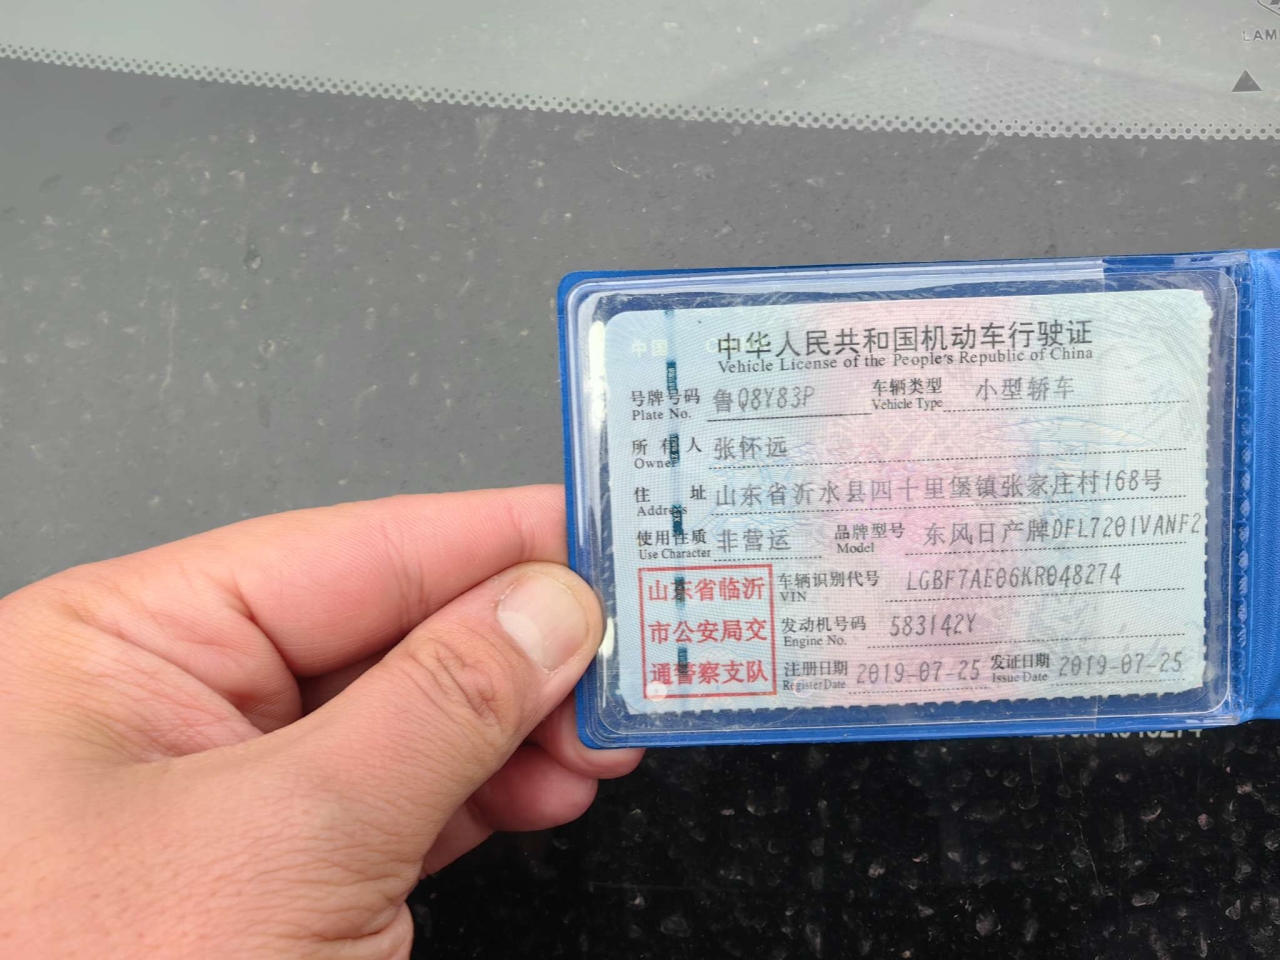 LAM
中国
中华人民共和国机动车行驶证
Vehicle License of the People's Republic of China
号牌号码 鲁Q8Y83P 车辆类型 小型轿车
Plate No. Vehicle Type
所有人 张怀远
Owner
住址 山东省沂水县四十里堡镇张家庄村168号
Address
使用性质 非营运 品牌型号 东风日产牌DFL7201VANF2
Use Character Model
山东省临沂 车辆识别代号 LGBF7AE06KR048274
VIN
市公安局交 发动机号码 583142Y
Engine No.
通警察支队 注册日期 2019-07-25 发证日期 2019-07-25
Register Date Issue Date